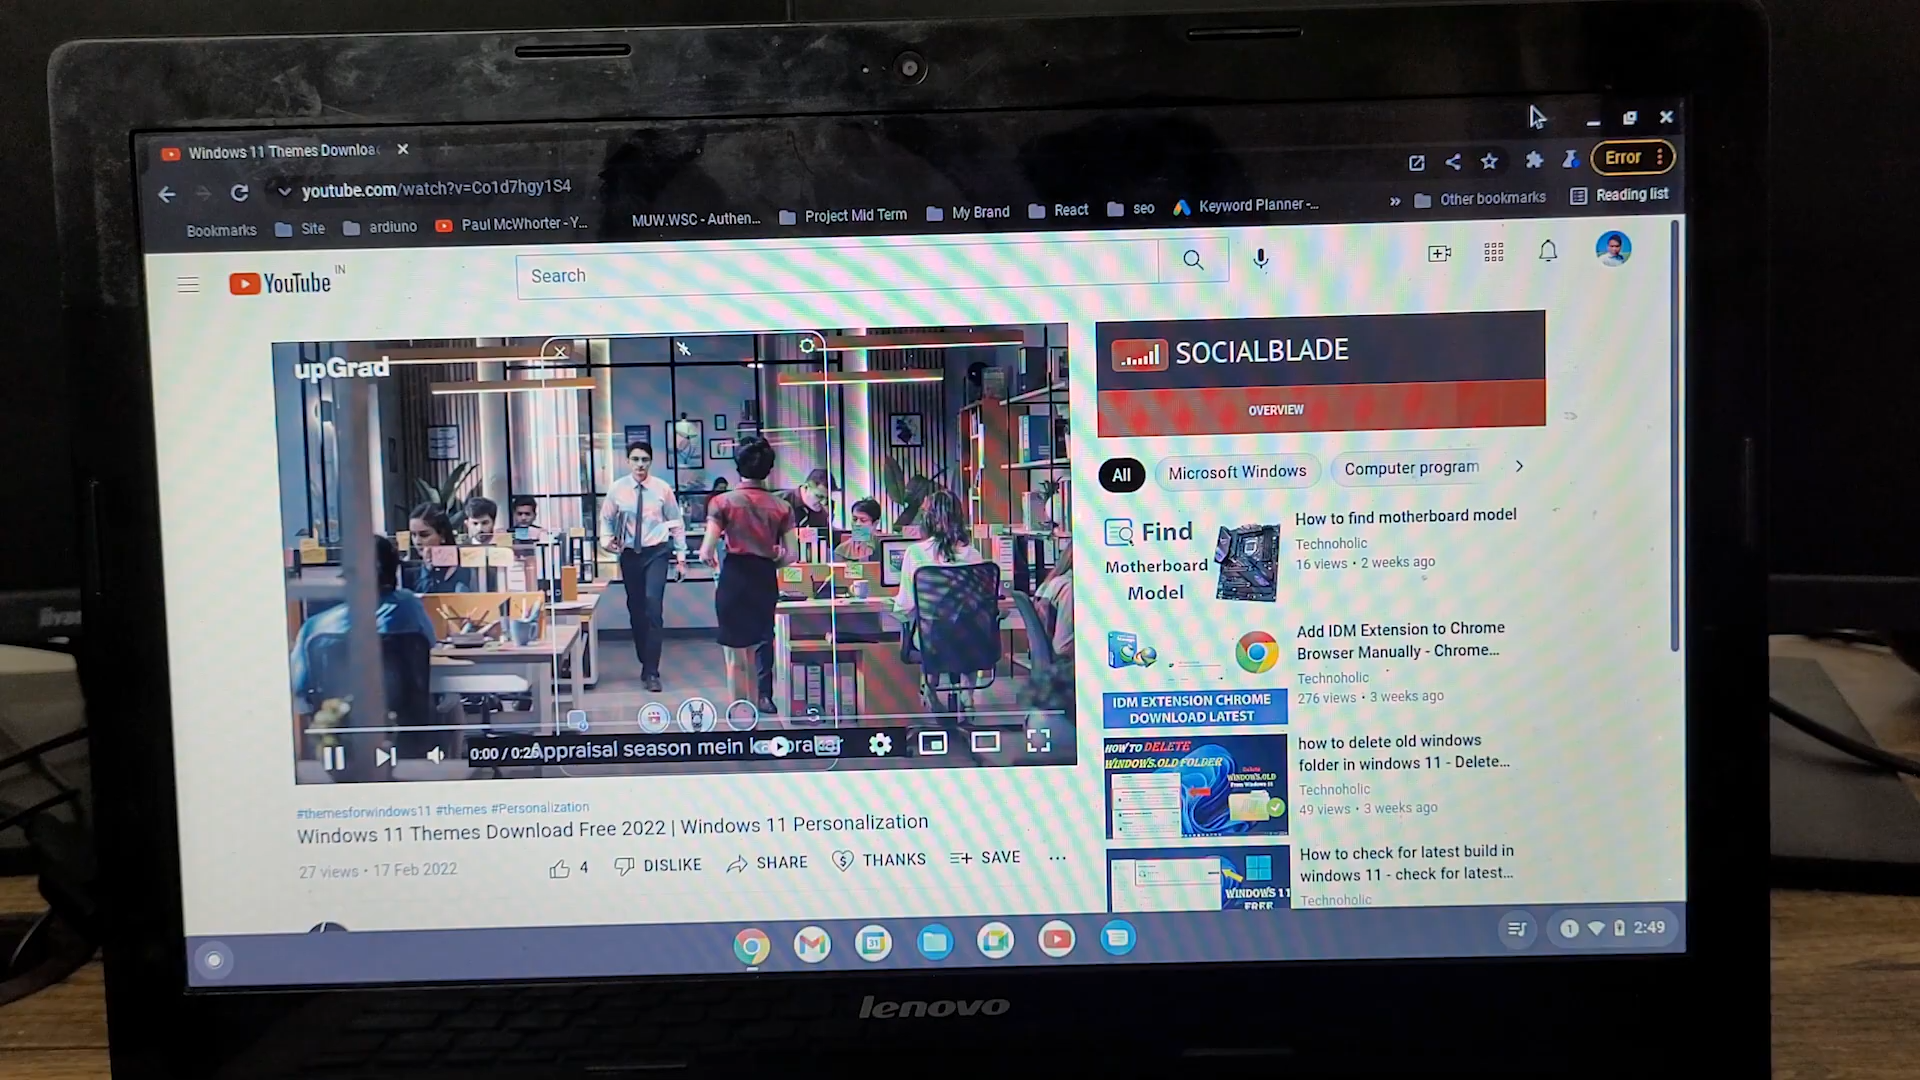 Windows 11 Themes Downloa
Error
youtube.com/watch?v=Co1d7hgy1S4
Bookmarks Site ardiuno Paul McWhorter - Y... MUW.WSC - Authen... Project Mid Term My Brand React seo Keyword Planner -... » Other bookmarks Reading list
YouTube IN
Search
upGrad
0:00 / 0:25
Appraisal season mein
#themesforwindows11 #themes #Personalization
Windows 11 Themes Download Free 2022 | Windows 11 Personalization
27 views • 17 Feb 2022
4 DISLIKE SHARE THANKS SAVE ...
SOCIALBLADE
OVERVIEW
All Microsoft Windows Computer program
Find
Motherboard
Model
How to find motherboard model
Technoholic
16 views • 2 weeks ago
IDM EXTENSION CHROME
DOWNLOAD LATEST
Add IDM Extension to Chrome
Browser Manually - Chrome...
Technoholic
276 views • 3 weeks ago
HOW TO DELETE
WINDOWS.OLD FOLDER
how to delete old windows
folder in windows 11 - Delete...
Technoholic
49 views • 3 weeks ago
WINDOWS 11
FREE
How to check for latest build in
windows 11 - check for latest...
Technoholic
31
1 2:49
lenovo